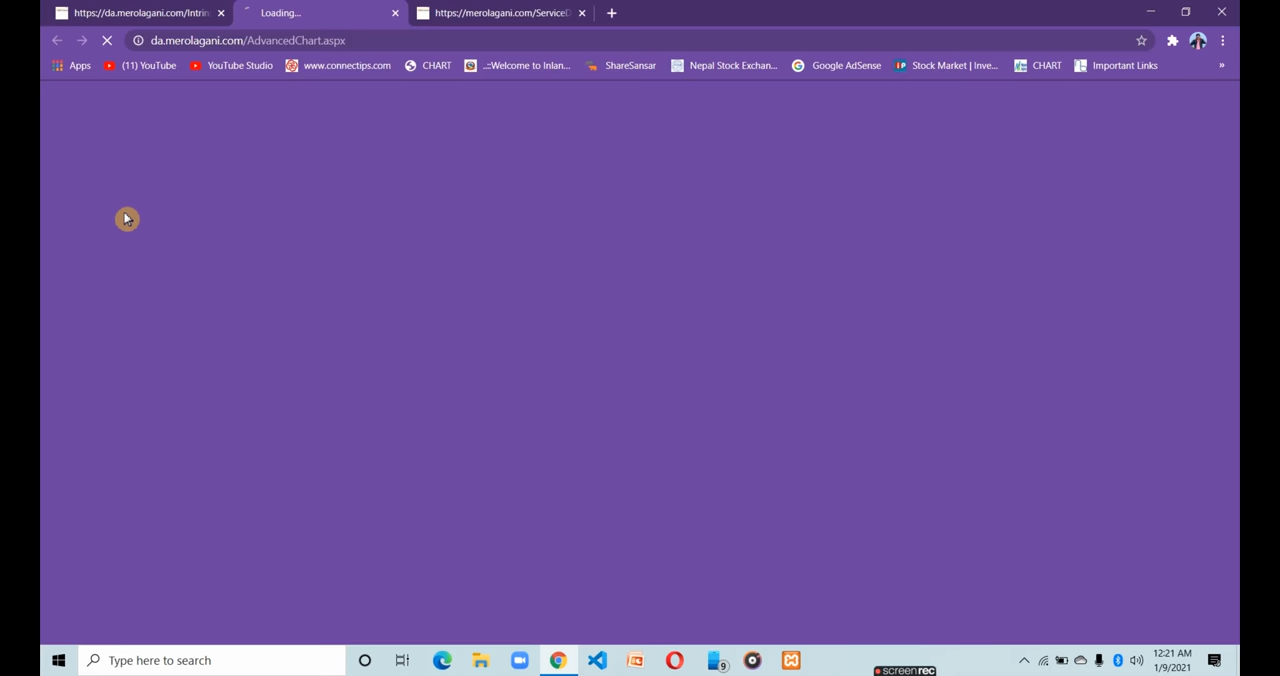 https://da.merolagani.com/Intrin
Loading...
https://merolagani.com/ServiceD
da.merolagani.com/AdvancedChart.aspx
Apps
(11) YouTube
YouTube Studio
www.connectips.com
CHART
..::Welcome to Inlan...
ShareSansar
Nepal Stock Exchan...
Google AdSense
Stock Market | Inve...
CHART
Important Links
»
Type here to search
9
screenrec
12:21 AM
1/9/2021